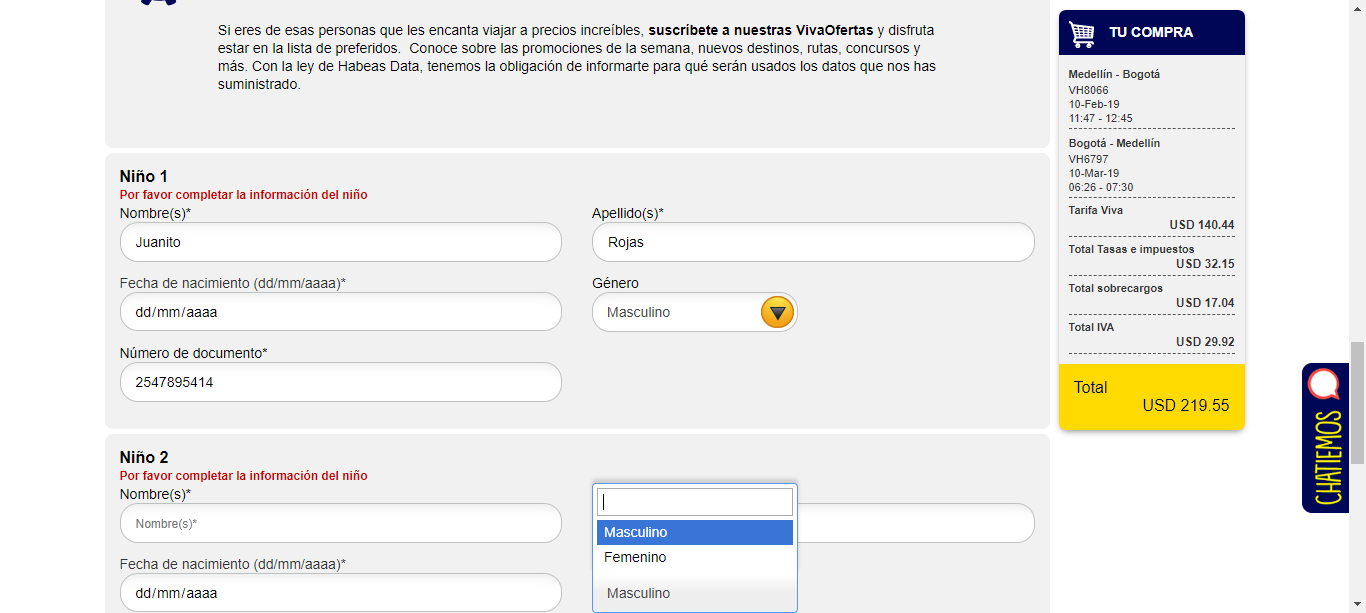 Si eres de esas personas que les encanta viajar a precios increíbles, suscríbete a nuestras VivaOfertas y disfruta
estar en la lista de preferidos. Conoce sobre las promociones de la semana, nuevos destinos, rutas, concursos y
más. Con la ley de Habeas Data, tenemos la obligación de informarte para qué serán usados los datos que nos has
suministrado.
Niño 1
Por favor completar la información del niño
Nombre(s)*
Apellido(s)*
Juanito
Rojas
Fecha de nacimiento (dd/mm/aaaa)*
Género
dd/mm/aaaa
Masculino
Número de documento*
2547895414
Niño 2
Por favor completar la información del niño
Nombre(s)*
Nombre(s)*
Masculino
Femenino
Fecha de nacimiento (dd/mm/aaaa)*
dd/mm/aaaa
Masculino
TU COMPRA
Medellín - Bogotá
VH8066
10-Feb-19
11:47 - 12:45
Bogotá - Medellín
VH6797
10-Mar-19
06:26 - 07:30
Tarifa Viva
USD 140.44
Total Tasas e impuestos
USD 32.15
Total sobrecargos
USD 17.04
Total IVA
USD 29.92
Total
USD 219.55
CHATIEMOS